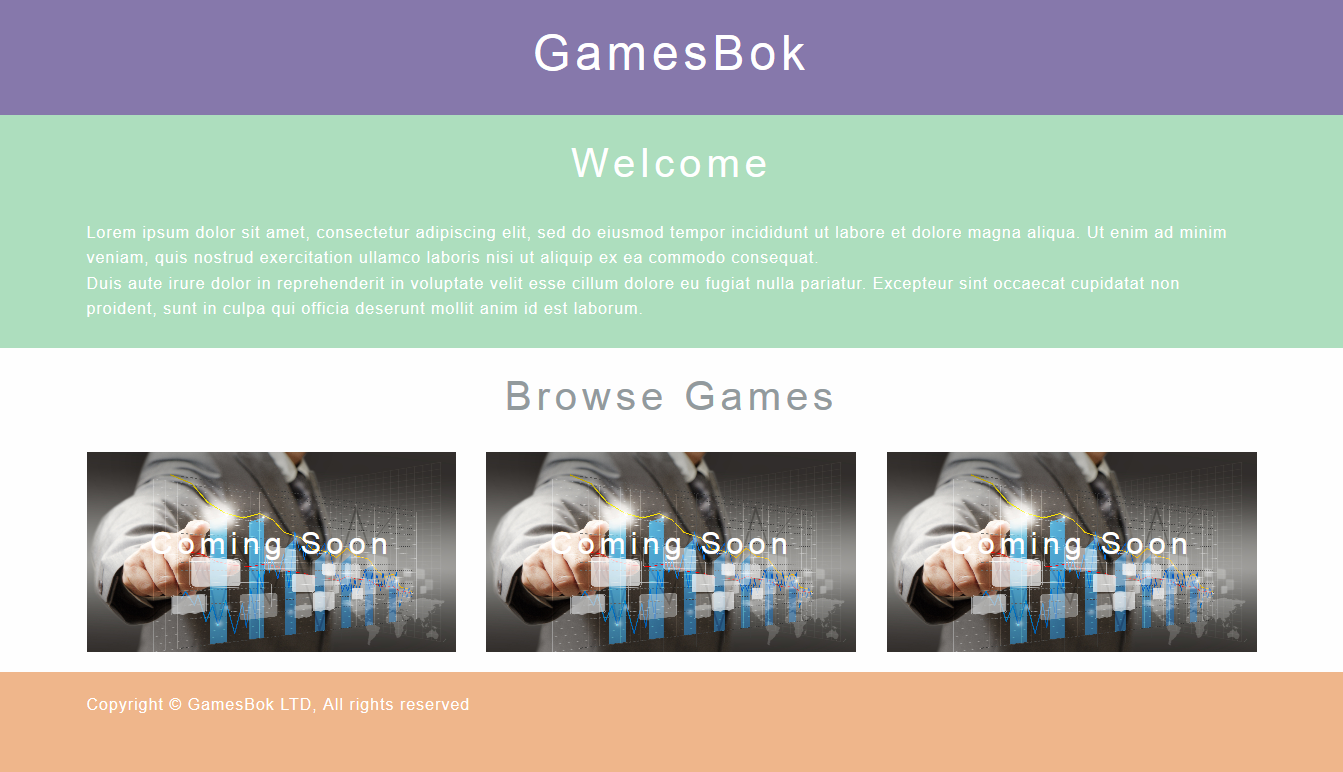 GamesBok
Welcome
Lorem ipsum dolor sit amet, consectetur adipiscing elit, sed do eiusmod tempor incididunt ut labore et dolore magna aliqua. Ut enim ad minim
veniam, quis nostrud exercitation ullamco laboris nisi ut aliquip ex ea commodo consequat.
Duis aute irure dolor in reprehenderit in voluptate velit esse cillum dolore eu fugiat nulla pariatur. Excepteur sint occaecat cupidatat non
proident, sunt in culpa qui officia deserunt mollit anim id est laborum.
Browse Games
Coming Soon
Coming Soon
Coming Soon
Copyright © GamesBok LTD, All rights reserved